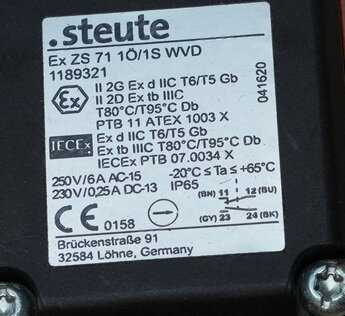 .steute
Ex ZS 71 1Ö/1S WVD
1189321
II 2G Ex d IIC T6/T5 Gb
II 2D Ex tb IIIC
T80°C/T95°C Db
PTB 11 ATEX 1003 X
IECEx
Ex d IIC T6/T5 Gb
Ex tb IIIC T80°C/T95°C Db
IECEx PTB 07.0034 X
041620
250V/6A AC-15
230V/0,25A DC-13
-20°C ≤Ta ≤+65°C
IP65
(BN) 11 12 (BU)
(GY) 23 24 (BK)
CE 0158
Brückenstraße 91
32584 Löhne, Germany